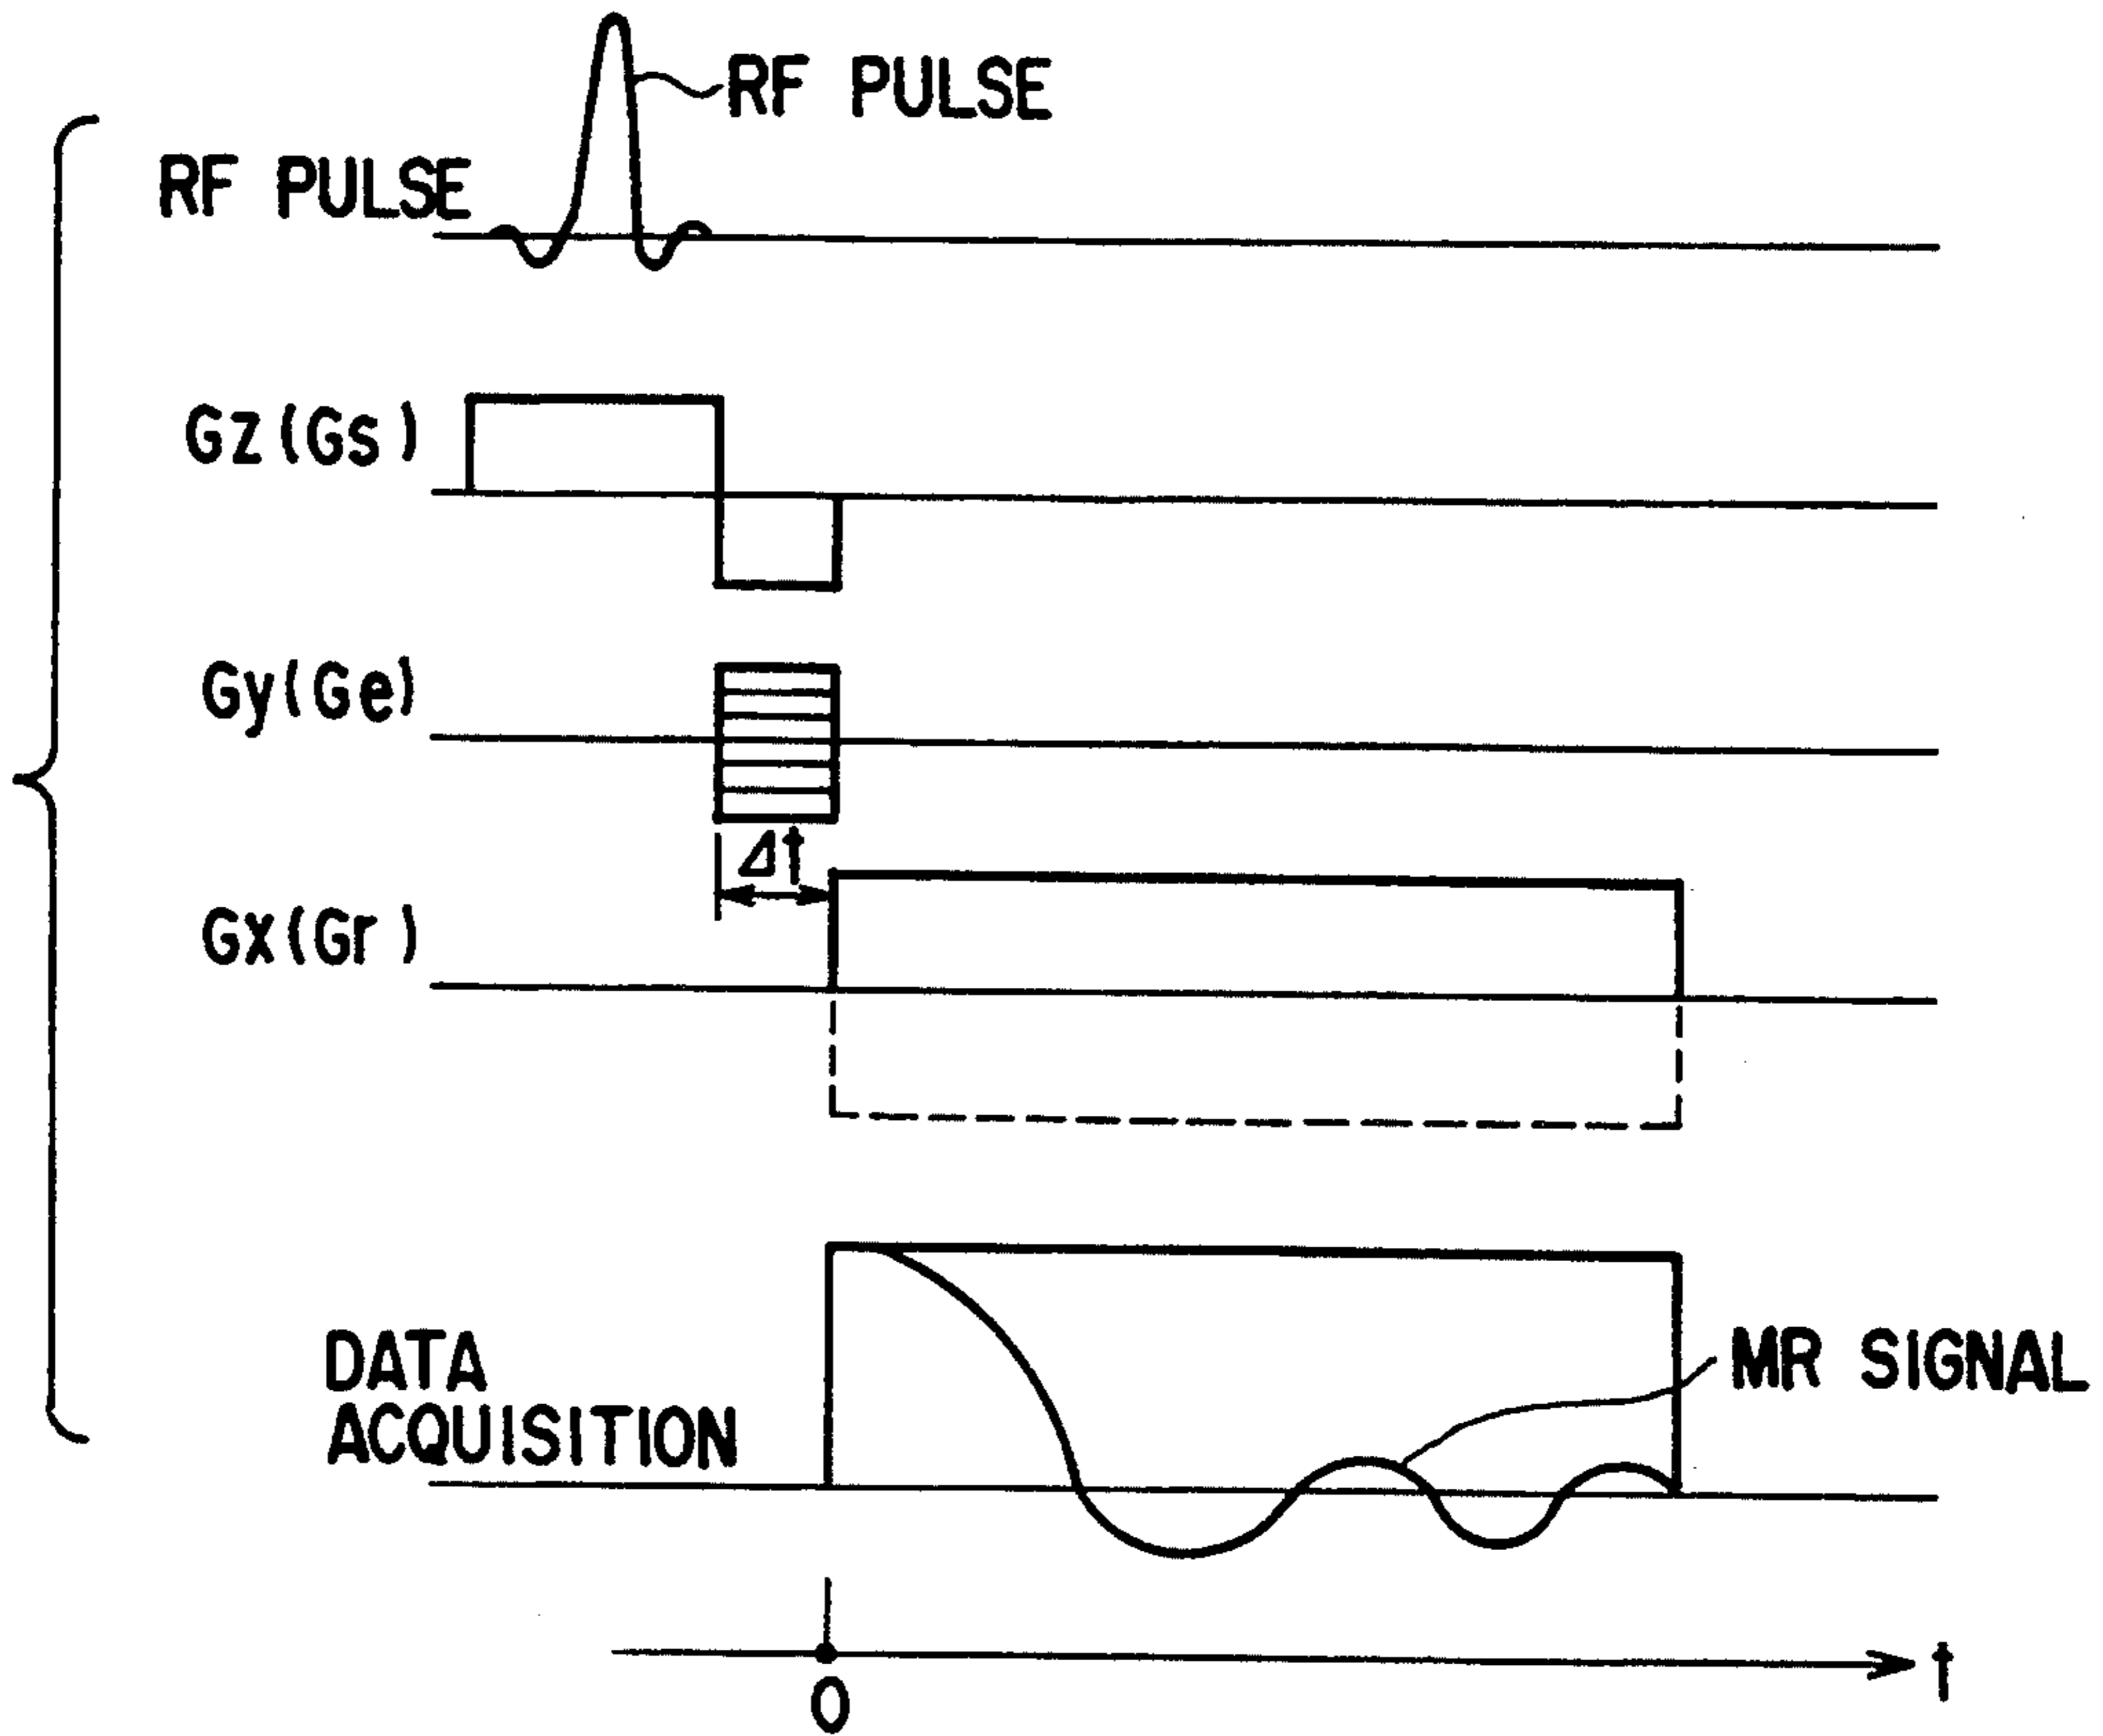 RF PULSE
RF PULSE
Gz(Gs)
Gy(Ge)
Δt
Gx(Gr)
DATA
ACQUISITION
MR SIGNAL
t
0